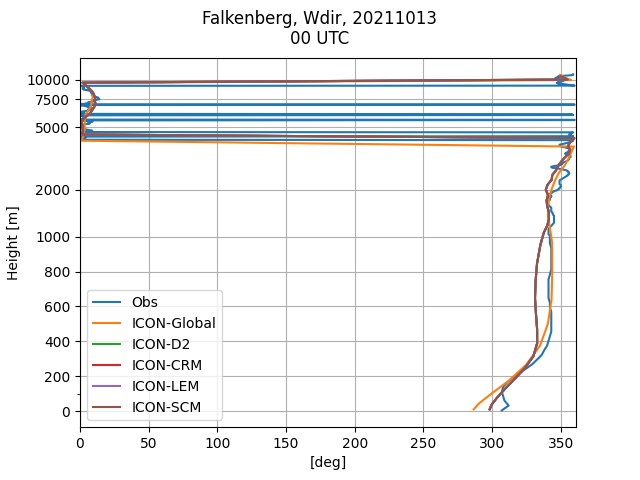 Falkenberg, Wdir, 20211013
00 UTC
Height [m]
10000
7500
5000
2000
1000
800
600
400
200
0
Obs
ICON-Global
ICON-D2
ICON-CRM
ICON-LEM
ICON-SCM
0 50 100 150 200 250 300 350
[deg]